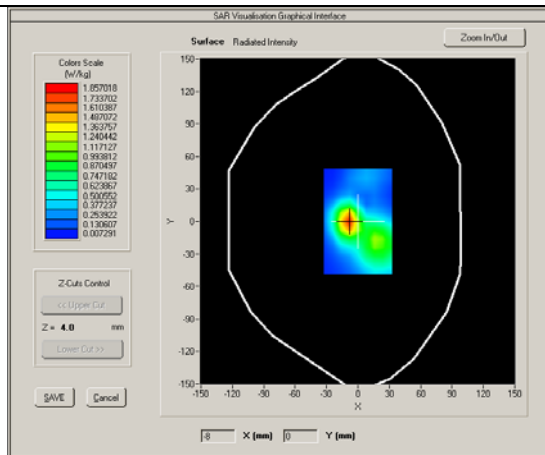 SAR Visualisation Graphical Interface
Surface Radiated Intensity
Zoom In/Out
Colors Scale
(W/kg)
1.857018
1.733702
1.610387
1.487072
1.363757
1.240442
1.117127
0.993812
0.870497
0.747182
0.623867
0.500552
0.377237
0.253922
0.130607
0.007291
150-
120-
90-
60-
30-
0-
-30-
-60-
-90-
-120-
-150-
Y
-150 -120 -90 -60 -30 0 30 60 90 120 150
X
Z-Cuts Control
<< Upper Cut
Z = 4.0 mm
Lower Cut >>
SAVE Cancel
-8 X (mm) 0 Y (mm)